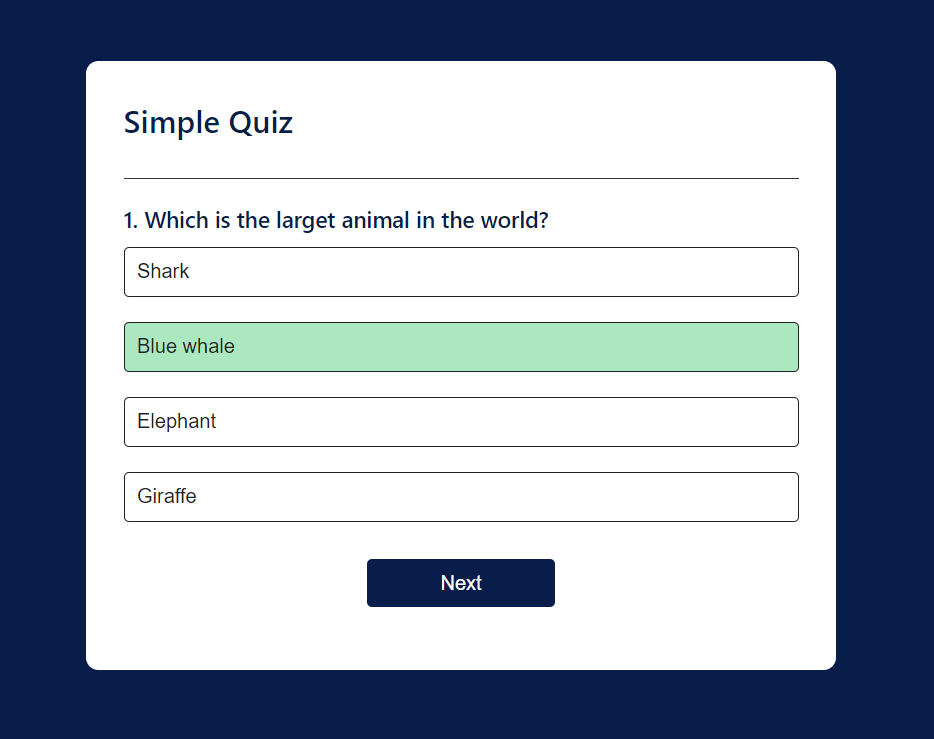 Simple Quiz
1. Which is the larget animal in the world?
Shark
Blue whale
Elephant
Giraffe
Next